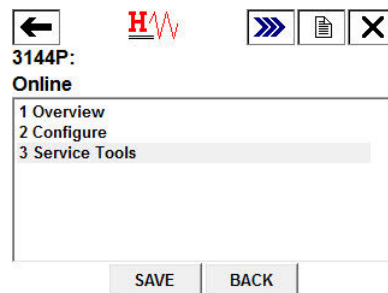 H
3144P:
Online
1 Overview
2 Configure
3 Service Tools
SAVE BACK